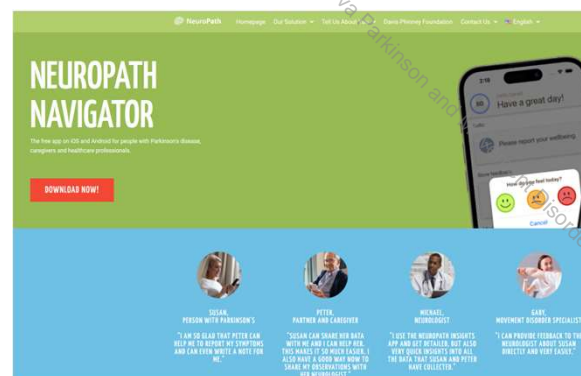 NeuroPath Homepage Our Solution Tell Us About Davis Phinney Foundation Contact Us English
NEUROPATH
NAVIGATOR
The free app on iOS and Android for people with Parkinson's disease,
caregivers and healthcare professionals.
DOWNLOAD NOW!
Have a great day!
Please report your wellbeing
How do you feel today?
Cancel
SUSAN,
PERSON WITH PARKINSON'S
"I AM SO GLAD THAT PETER CAN
HELP ME TO REPORT MY SYMPTOMS
AND CAN EVEN WRITE A NOTE FOR
ME."
PETER,
PARTNER AND CAREGIVER
"SUSAN CAN SHARE HER DATA
WITH ME AND I CAN HELP HER.
THIS MAKES IT SO MUCH EASIER. I
ALSO HAVE A GOOD WAY NOW TO
SHARE MY OBSERVATIONS WITH
HER NEUROLOGIST."
MICHAEL,
NEUROLOGIST
"I USE THE NEUROPATH INSIGHTS
APP AND GET DETAILED, BUT ALSO
VERY QUICK INSIGHTS INTO ALL
THE DATA THAT SUSAN AND PETER
HAVE COLLECTED."
GABY,
MOVEMENT DISORDER SPECIALIST
"I CAN PROVIDE FEEDBACK TO THE
NEUROLOGIST ABOUT SUSAN
DIRECTLY AND VERY EASILY."